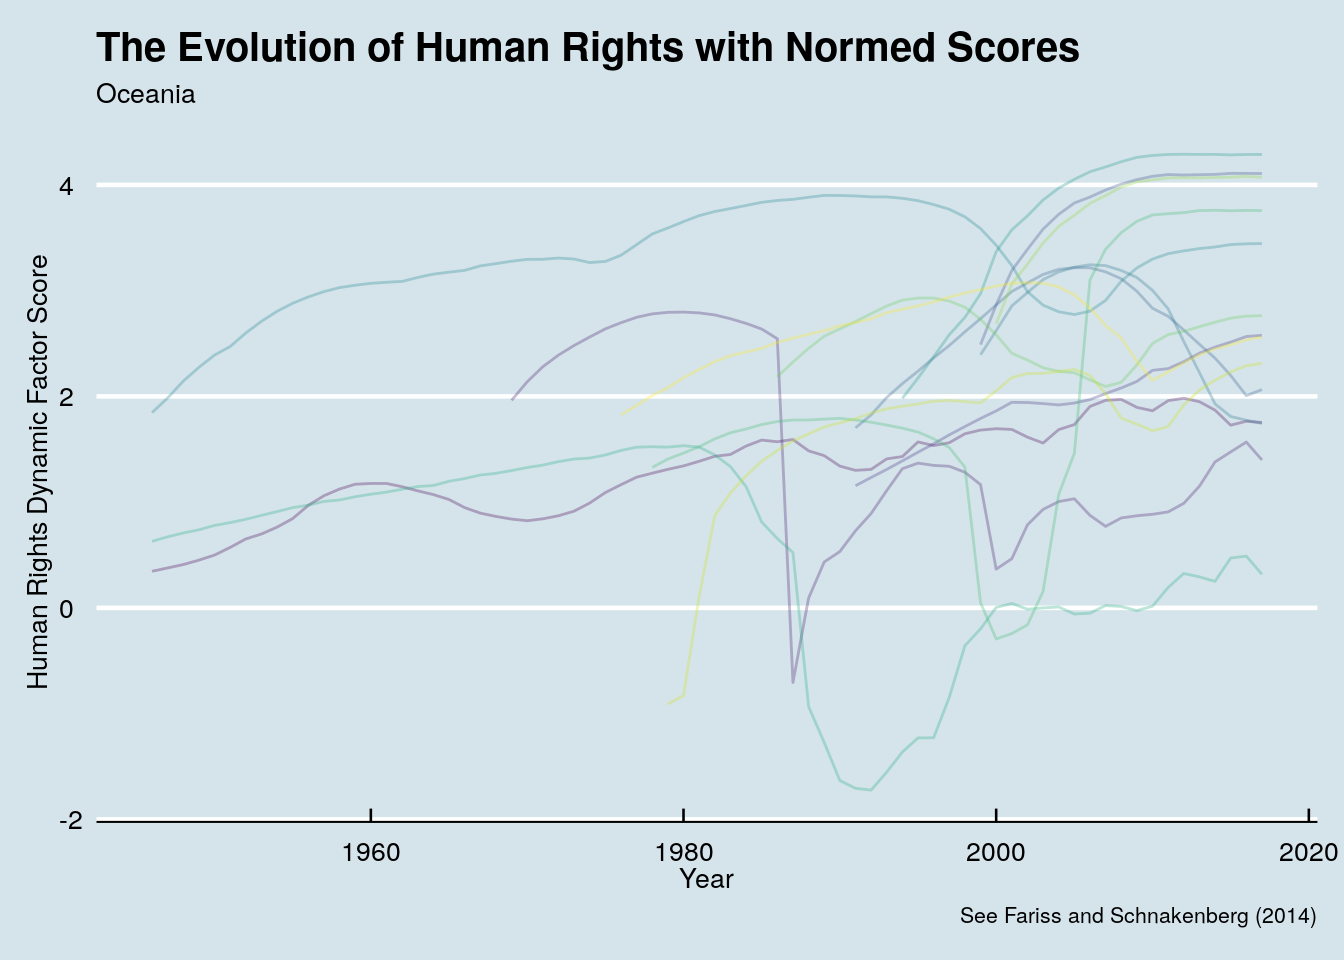 The Evolution of Human Rights with Normed Scores
Oceania
Human Rights Dynamic Factor Score
4
2
0
-2
1960
1980
2000
2020
Year
See Fariss and Schnakenberg (2014)